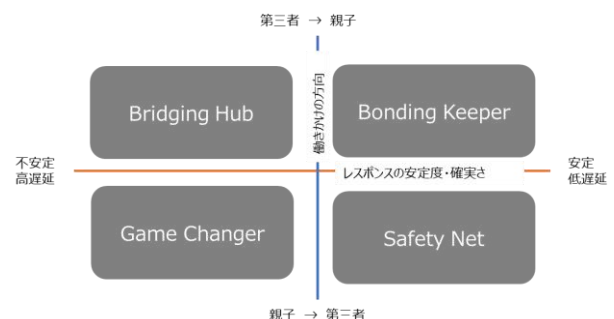 第三者 → 親子
働きかけの方向
Bridging Hub
Bonding Keeper
不安定
高遅延
レスポンスの安定度・確実さ
安定
低遅延
Game Changer
Safety Net
親子 → 第三者